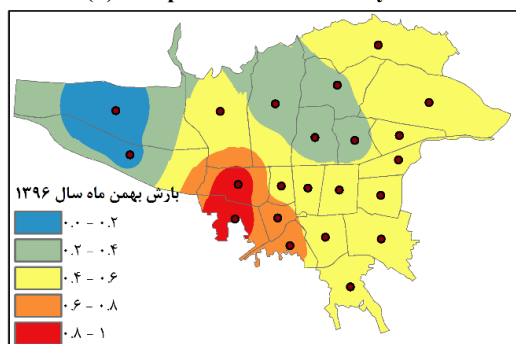 بارش بهمن ماه سال ۱۳۹۶
۰.۰ - ۰.۲
۰.۲ - ۰.۴
۰.۴ - ۰.۶
۰.۶ - ۰.۸
۰.۸ - ۱